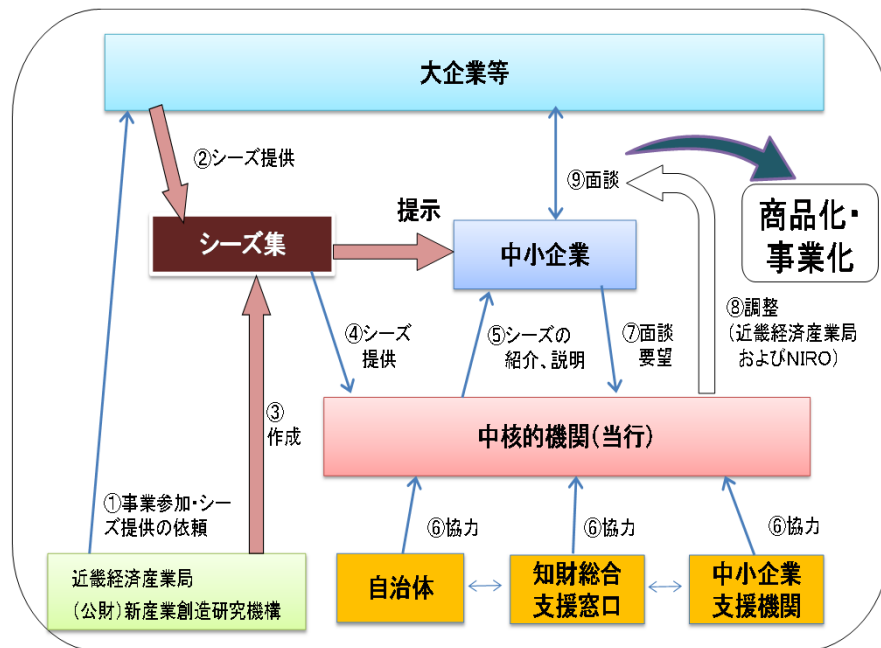 大企業等
②シーズ提供
⑨面談
提示
商品化・
事業化
シーズ集
中小企業
④シーズ
提供
⑤シーズの
紹介、説明
⑦面談
要望
⑧調整
(近畿経済産業局
およびNIRO)
③
作成
中核的機関(当行)
①事業参加・シー
ズ提供の依頼
⑥協力
⑥協力
⑥協力
近畿経済産業局
(公財)新産業創造研究機構
自治体
知財総合
支援窓口
中小企業
支援機関